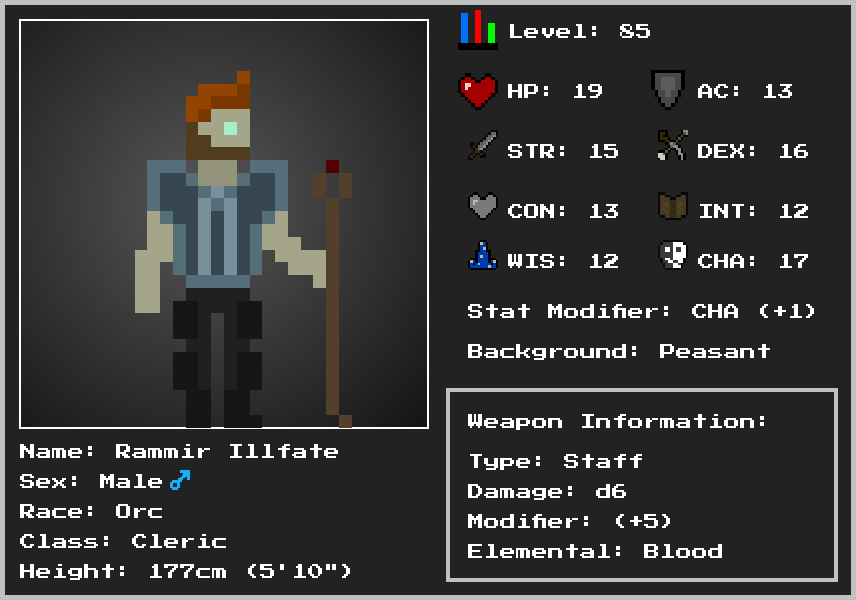 Level: 85
HP: 19
AC: 13
STR: 15
DEX: 16
CON: 13
INT: 12
WIS: 12
CHA: 17
Stat Modifier: CHA (+1)
Background: Peasant
Name: Rammir Illfate
Sex: Male ♂
Race: Orc
Class: Cleric
Height: 177cm (5'10")
Weapon Information:
Type: Staff
Damage: d6
Modifier: (+5)
Elemental: Blood